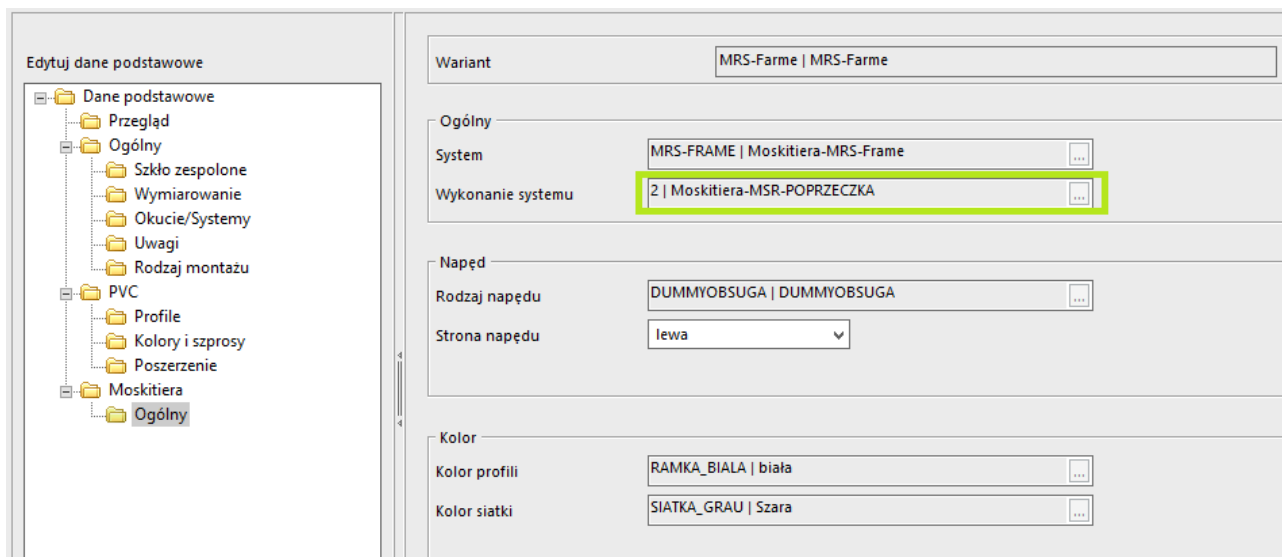 Edytuj dane podstawowe
Dane podstawowe
Przegląd
Ogólny
Szkło zespolone
Wymiarowanie
Okucie/Systemy
Uwagi
Rodzaj montażu
PVC
Profile
Kolory i szprosy
Poszerzenie
Moskitiera
Ogólny
Wariant MRS-Farme | MRS-Farme
Ogólny
System MRS-FRAME | Moskitiera-MRS-Frame ...
Wykonanie systemu 2 | Moskitiera-MSR-POPRZECZKA ...
Napęd
Rodzaj napędu DUMMYOBSUGA | DUMMYOBSUGA ...
Strona napędu lewa
Kolor
Kolor profili RAMKA_BIALA | biała ...
Kolor siatki SIATKA_GRAU | Szara ...